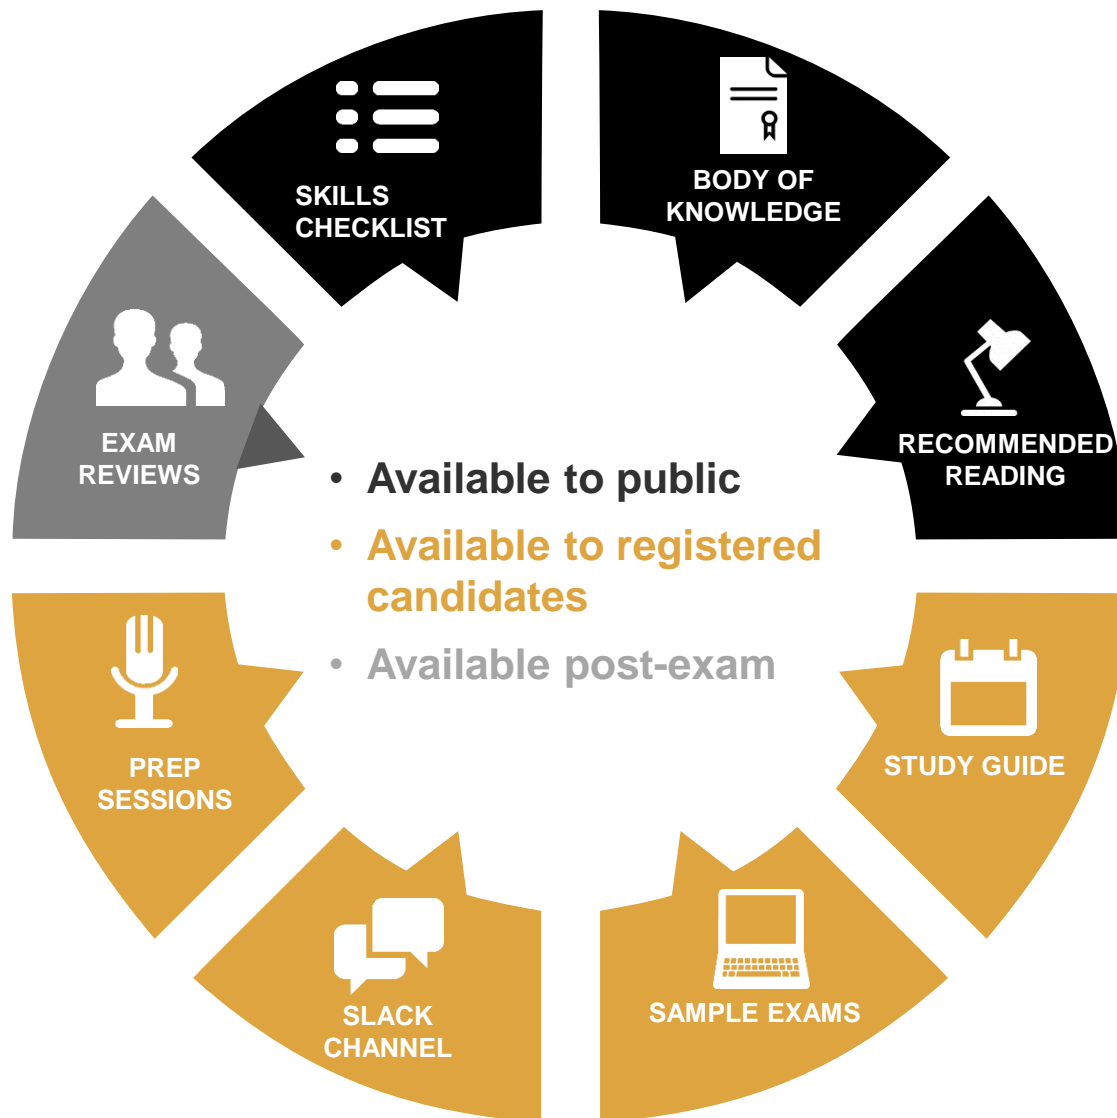 SKILLS
CHECKLIST
BODY OF
KNOWLEDGE
EXAM
REVIEWS
RECOMMENDED
READING
• Available to public
• Available to registered
candidates
• Available post-exam
PREP
SESSIONS
STUDY GUIDE
SLACK
CHANNEL
SAMPLE EXAMS